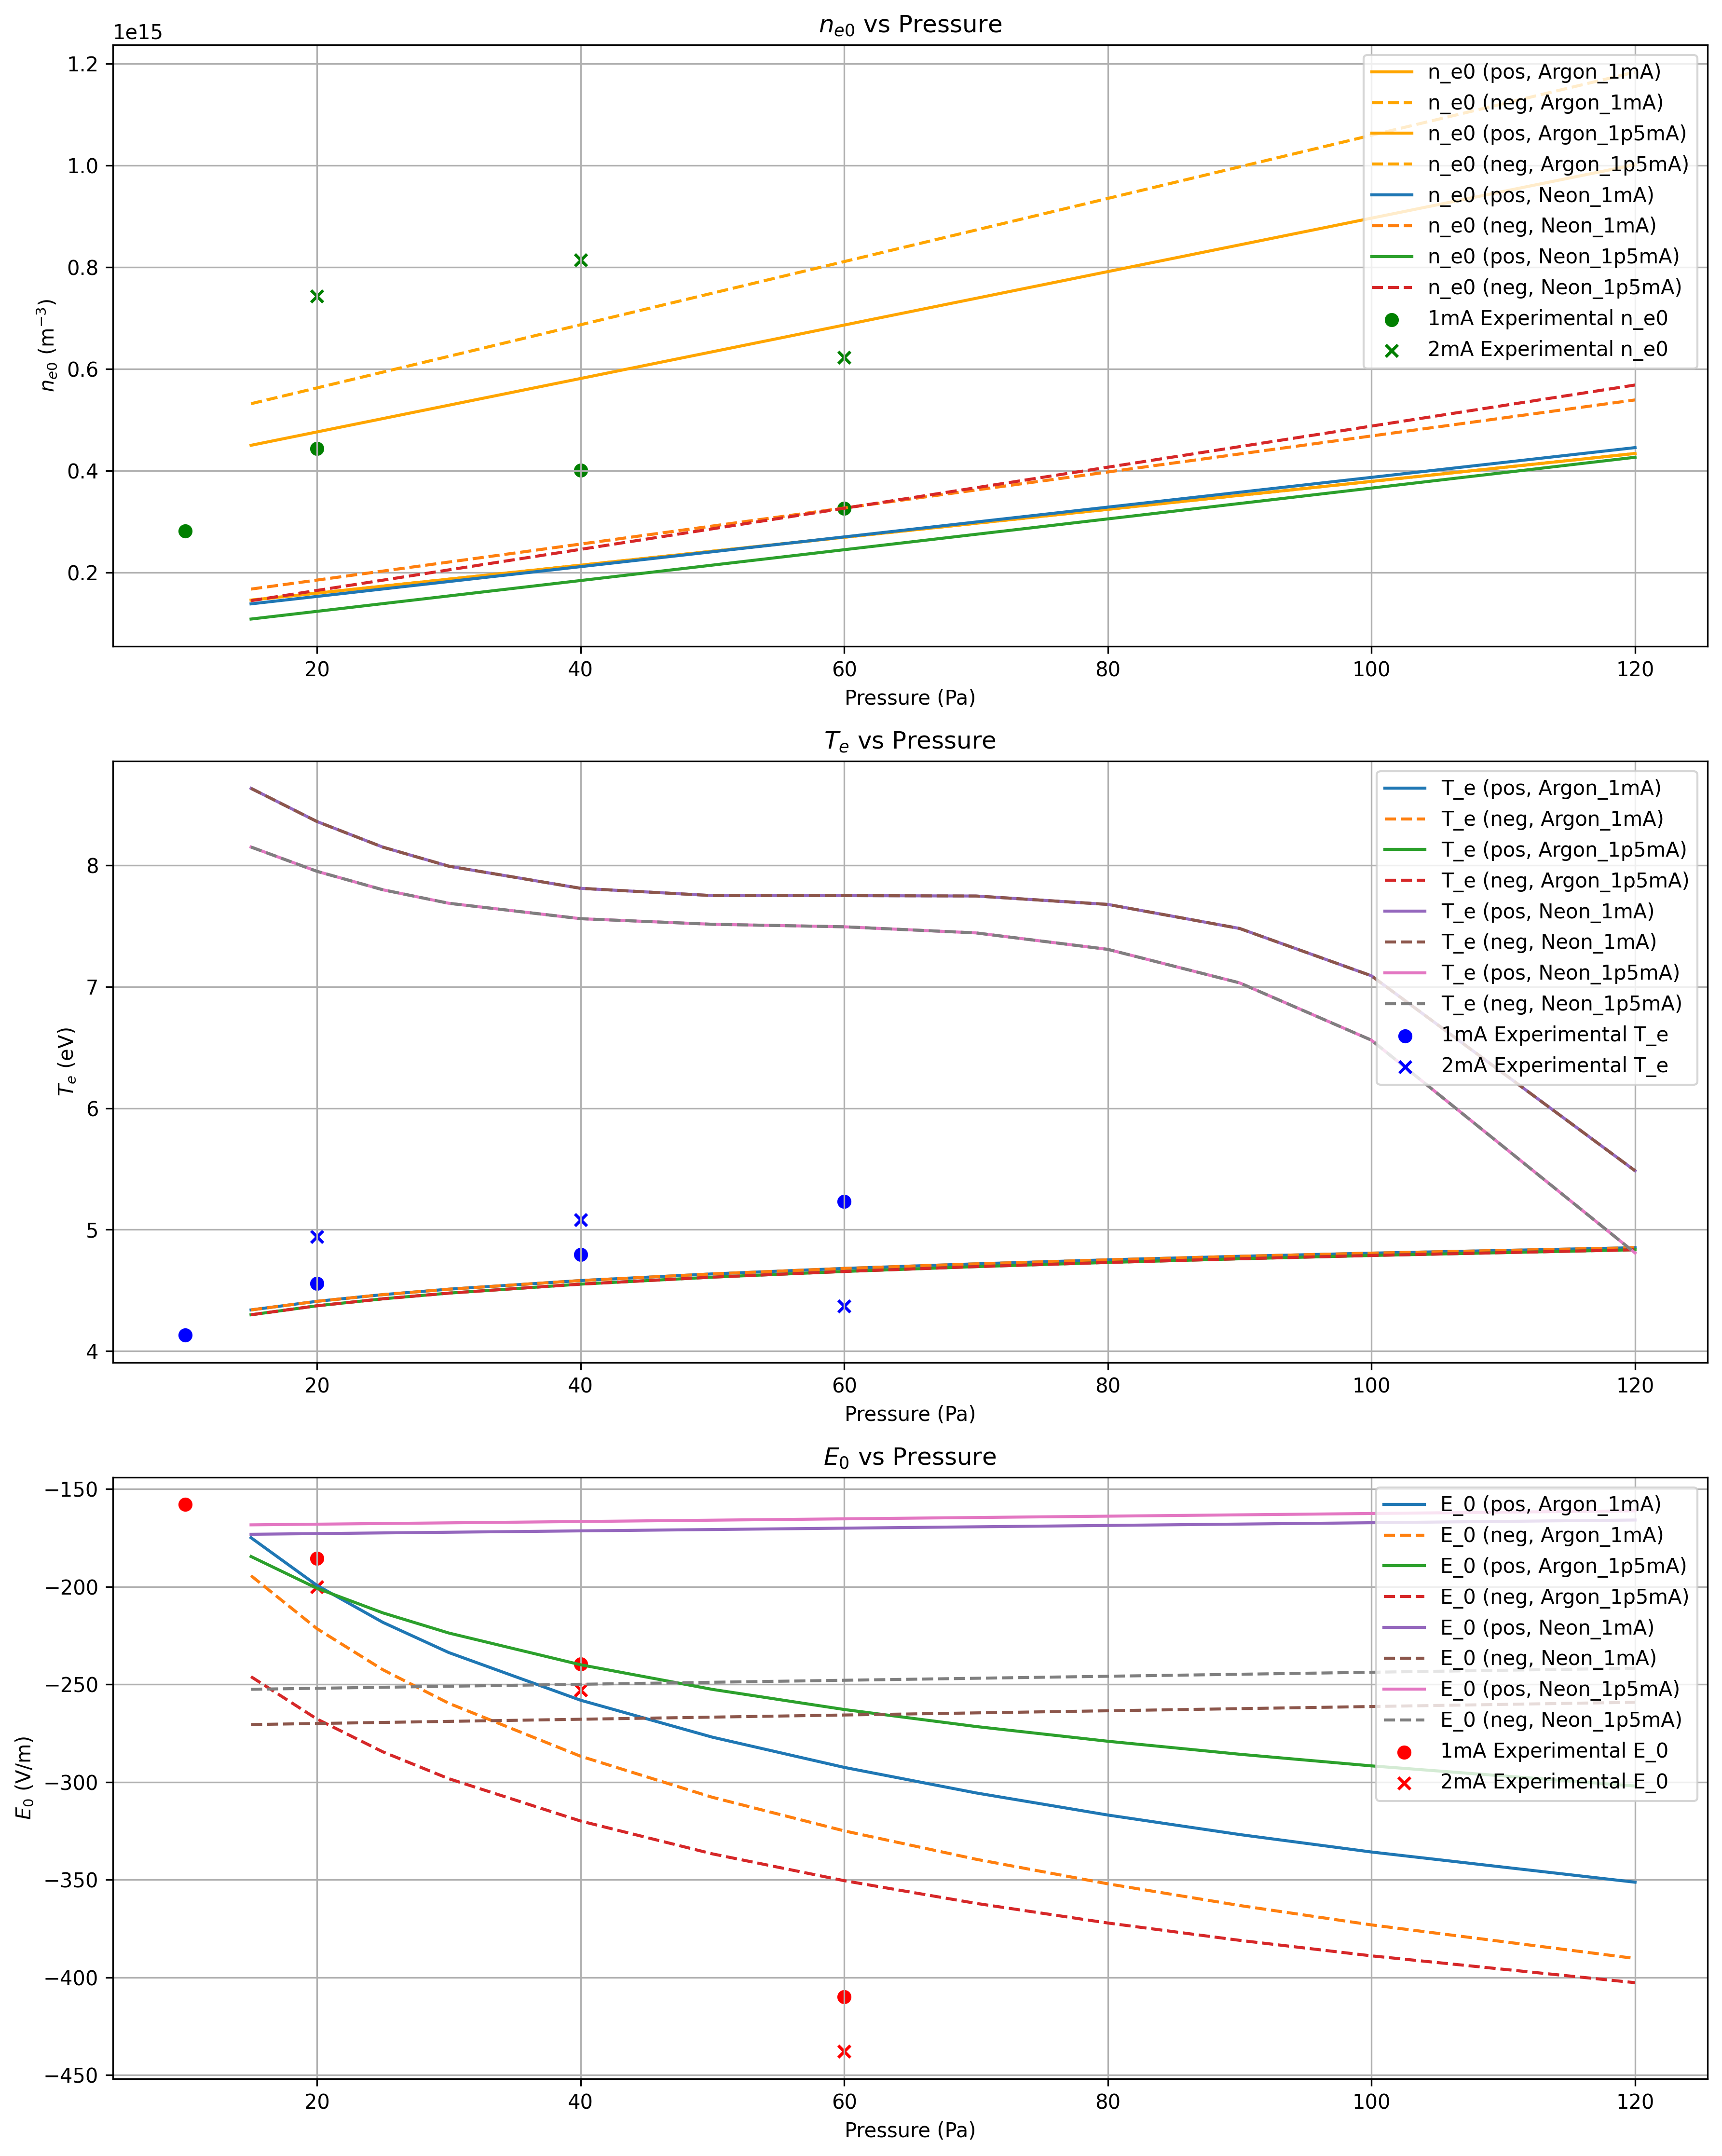 n_{e0} vs Pressure
1e15
1.2
1.0
0.8
0.6
0.4
0.2
n_{e0} (m^{−3})
n_e0 (pos, Argon_1mA)
n_e0 (neg, Argon_1mA)
n_e0 (pos, Argon_1p5mA)
n_e0 (neg, Argon_1p5mA)
n_e0 (pos, Neon_1mA)
n_e0 (neg, Neon_1mA)
n_e0 (pos, Neon_1p5mA)
n_e0 (neg, Neon_1p5mA)
1mA Experimental n_e0
2mA Experimental n_e0
20 40 60 80 100 120
Pressure (Pa)
T_e vs Pressure
8
7
6
5
4
T_e (eV)
T_e (pos, Argon_1mA)
T_e (neg, Argon_1mA)
T_e (pos, Argon_1p5mA)
T_e (neg, Argon_1p5mA)
T_e (pos, Neon_1mA)
T_e (neg, Neon_1mA)
T_e (pos, Neon_1p5mA)
T_e (neg, Neon_1p5mA)
1mA Experimental T_e
2mA Experimental T_e
20 40 60 80 100 120
Pressure (Pa)
E_0 vs Pressure
−150
−200
−250
−300
−350
−400
−450
E_0 (V/m)
E_0 (pos, Argon_1mA)
E_0 (neg, Argon_1mA)
E_0 (pos, Argon_1p5mA)
E_0 (neg, Argon_1p5mA)
E_0 (pos, Neon_1mA)
E_0 (neg, Neon_1mA)
E_0 (pos, Neon_1p5mA)
E_0 (neg, Neon_1p5mA)
1mA Experimental E_0
2mA Experimental E_0
20 40 60 80 100 120
Pressure (Pa)